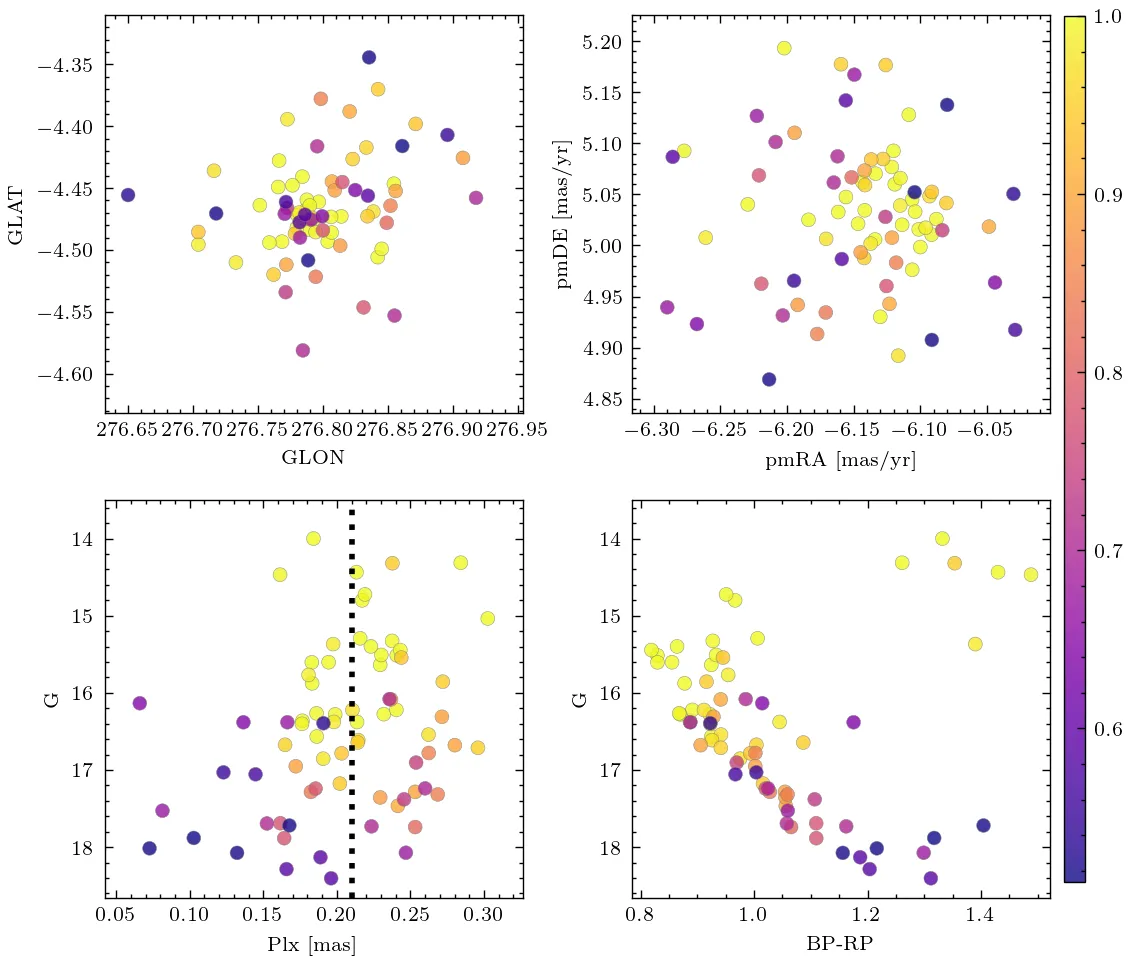 −4.35
−4.40
−4.45
−4.50
−4.55
−4.60
GLAT
276.65 276.70 276.75 276.80 276.85 276.90 276.95
GLON
5.20
5.15
5.10
5.05
5.00
4.95
4.90
4.85
pmDE [mas/yr]
−6.30 −6.25 −6.20 −6.15 −6.10 −6.05
pmRA [mas/yr]
14
15
16
17
18
G
0.05 0.10 0.15 0.20 0.25 0.30
Plx [mas]
14
15
16
17
18
G
0.8 1.0 1.2 1.4
BP-RP
1.0
0.9
0.8
0.7
0.6